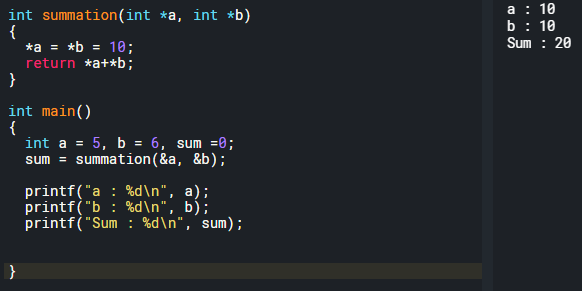 int summation(int *a, int *b)
{
  *a = *b = 10;
  return *a+*b;
}

int main()
{
  int a = 5, b = 6, sum =0;
  sum = summation(&a, &b);

  printf("a : %d\n", a);
  printf("b : %d\n", b);
  printf("Sum : %d\n", sum);

}
a : 10
b : 10
Sum : 20